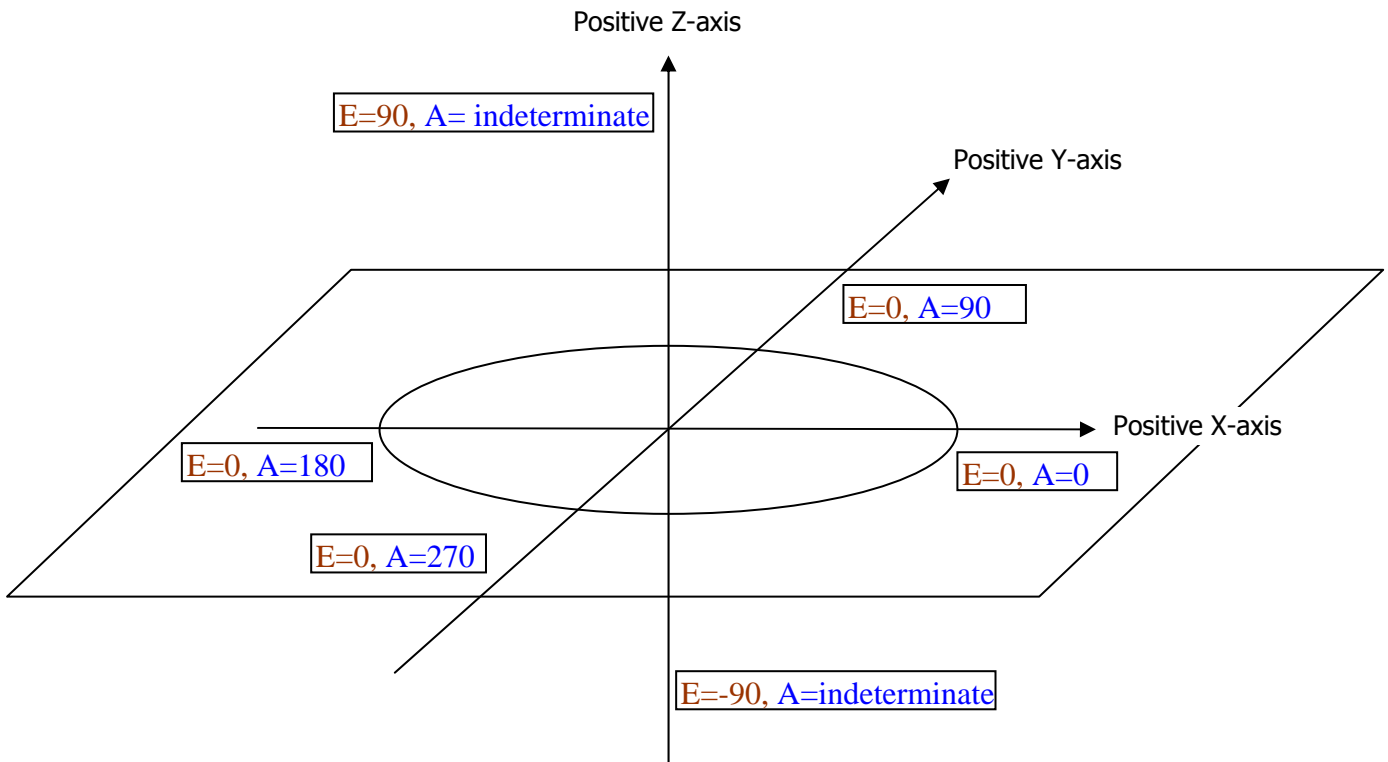 Positive Z-axis
E=90, A= indeterminate
Positive Y-axis
E=0, A=90
Positive X-axis
E=0, A=180
E=0, A=0
E=0, A=270
E=-90, A=indeterminate